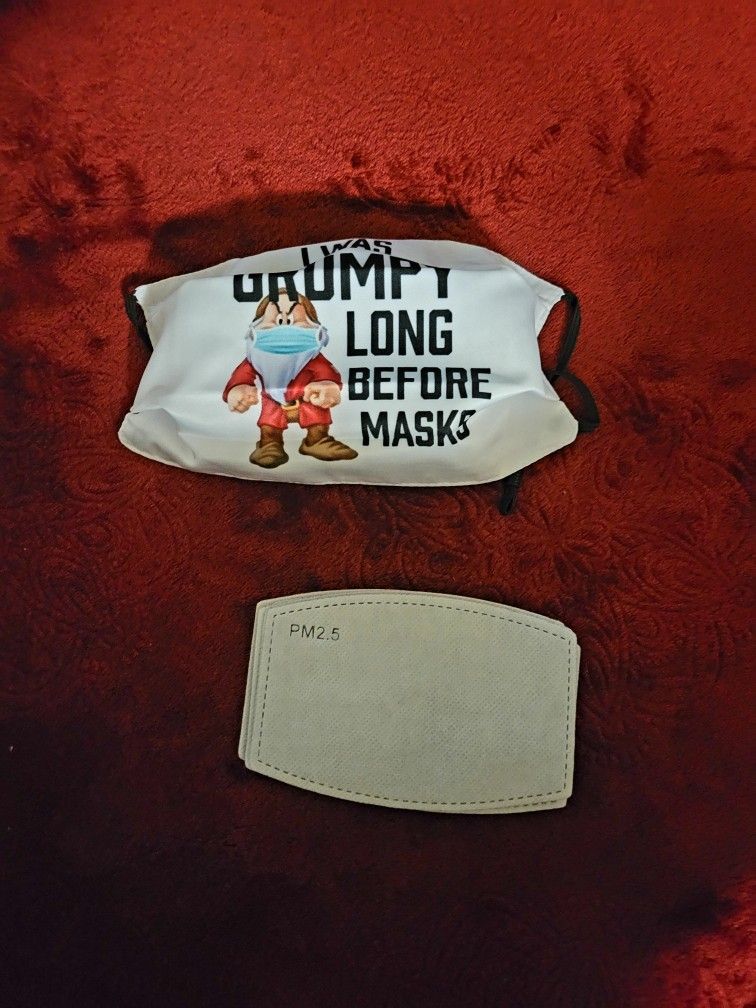 I WAS
GRUMPY
LONG
BEFORE
MASKS
PM2.5